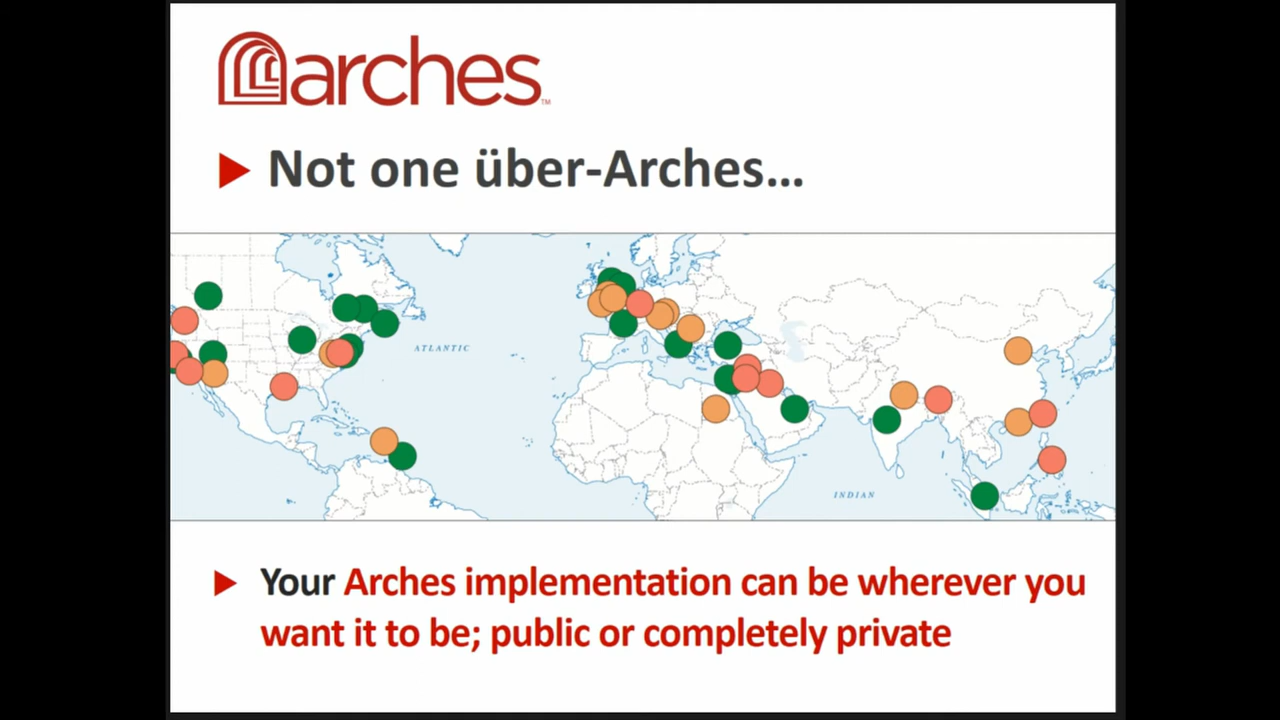 arches™
Not one über-Arches...
ATLANTIC
INDIAN
Your Arches implementation can be wherever you
want it to be; public or completely private